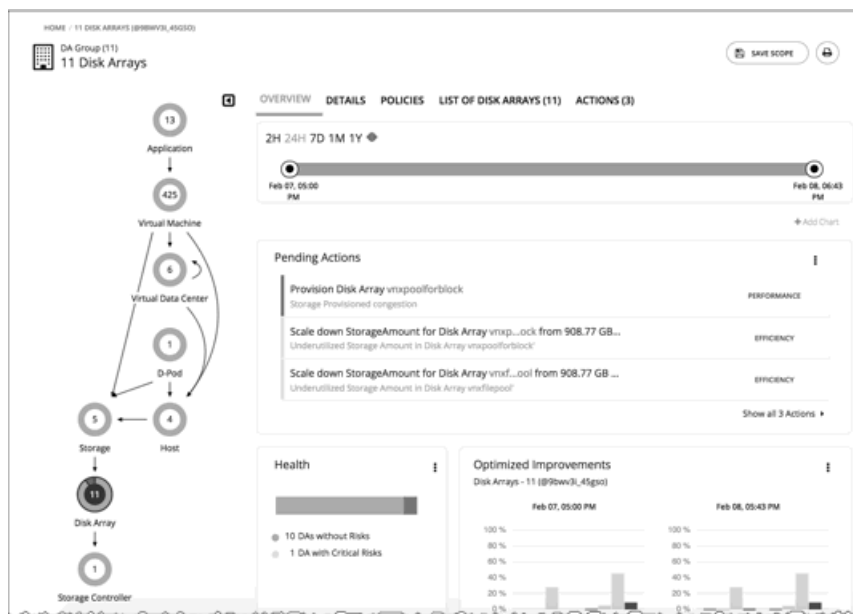 HOME / 11 DISK ARRAYS (@9BWV3I_45GSO)
DA Group (11)
11 Disk Arrays
SAVE SCOPE
OVERVIEW DETAILS POLICIES LIST OF DISK ARRAYS (11) ACTIONS (3)
2H 24H 7D 1M 1Y
Feb 07, 05:00
PM
Feb 08, 06:43
PM
Add Chart
13
Application
425
Virtual Machine
6
Virtual Data Center
1
D-Pod
5
Storage
4
Host
11
Disk Array
1
Storage Controller
Pending Actions
Provision Disk Array vnxpoolforblock
Storage Provisioned congestion
PERFORMANCE
Scale down StorageAmount for Disk Array vnxp...ock from 908.77 GB...
Underutilized Storage Amount in Disk Array vnxpoolforblock'
EFFICIENCY
Scale down StorageAmount for Disk Array vnxf...ool from 908.77 GB ...
Underutilized Storage Amount in Disk Array vnxfilepool'
EFFICIENCY
Show all 3 Actions
Health
10 DAs without Risks
1 DA with Critical Risks
Optimized Improvements
Disk Arrays - 11 (@9bwv3i_45gso)
Feb 07, 05:00 PM
100 %
80 %
60 %
40 %
20 %
0 %
Feb 08, 05:43 PM
100 %
80 %
60 %
40 %
20 %
0 %